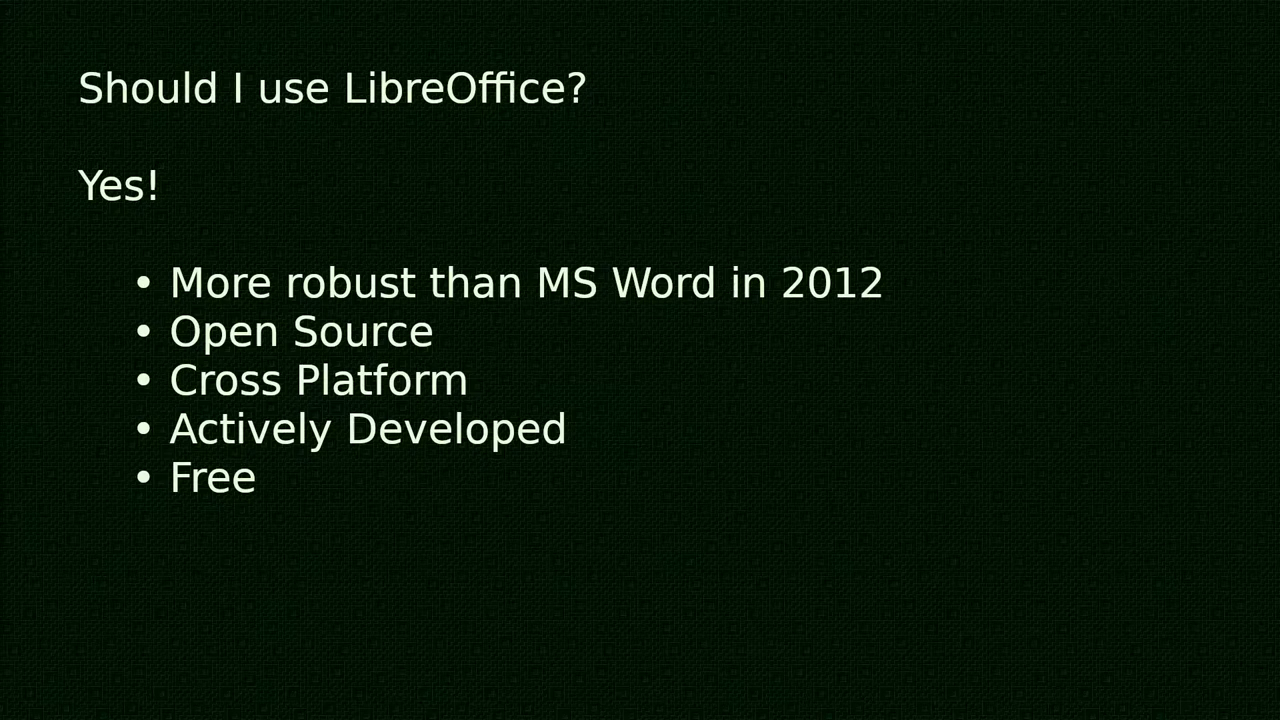 Should I use LibreOffice?
Yes!
• More robust than MS Word in 2012
• Open Source
• Cross Platform
• Actively Developed
• Free